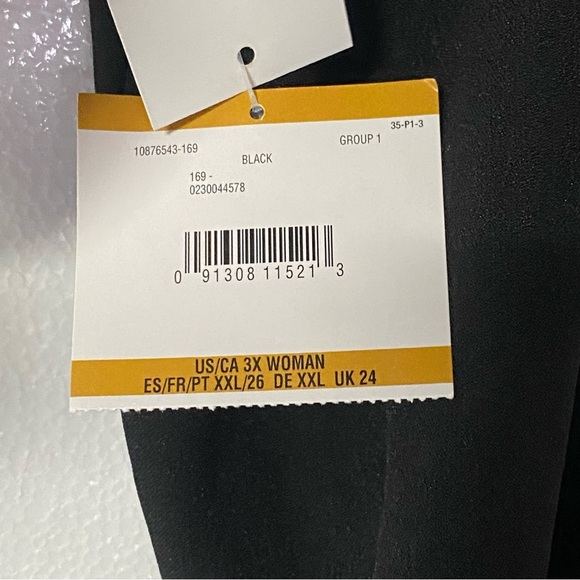 35-P1-3
10876543-169
GROUP 1
BLACK
169 -
0230044578
0 91308 11521 3
US/CA 3X WOMAN
ES/FR/PT XXL/26 DE XXL UK 24